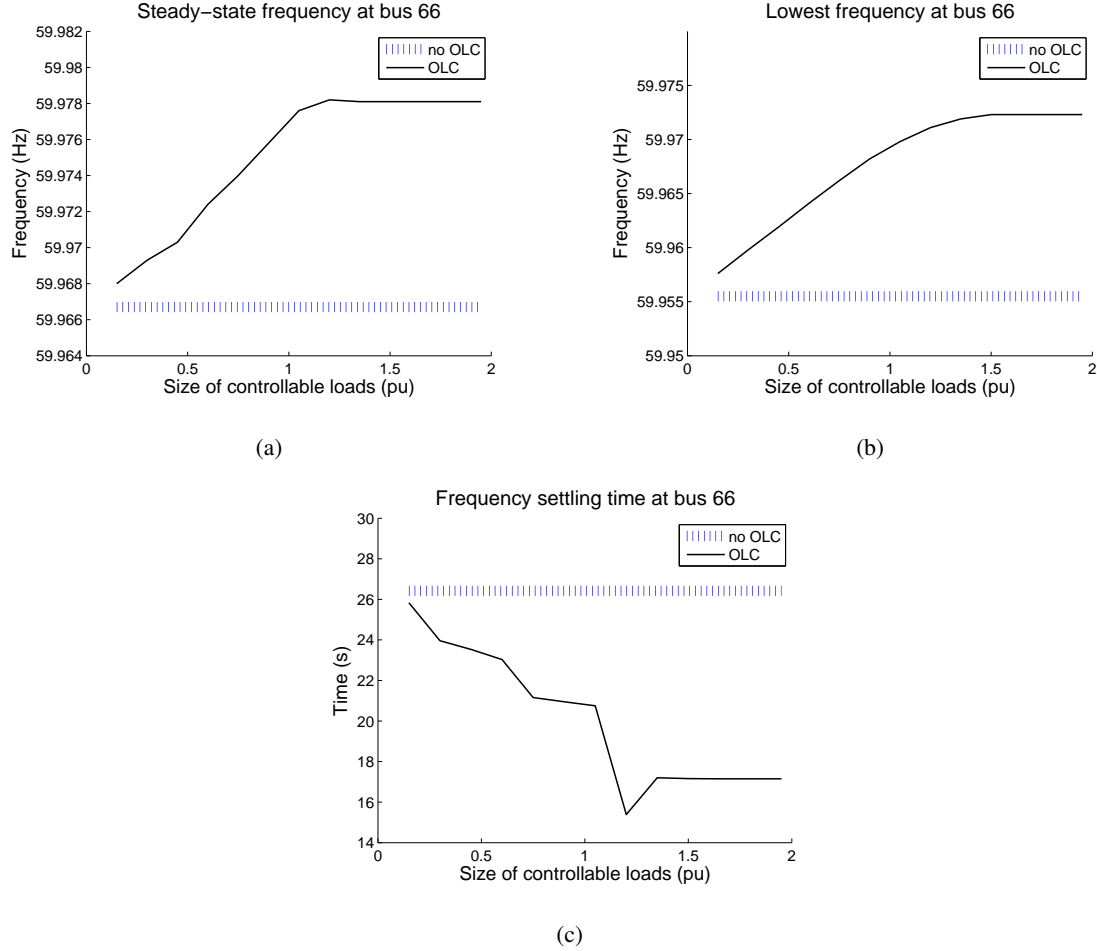 Steady−state frequency at bus 66
59.982
59.98
59.978
59.976
59.974
59.972
59.97
59.968
59.966
59.964
Frequency (Hz)
no OLC
OLC
0 0.5 1 1.5 2
Size of controllable loads (pu)
(a)
Lowest frequency at bus 66
59.975
59.97
59.965
59.96
59.955
59.95
Frequency (Hz)
no OLC
OLC
0 0.5 1 1.5 2
Size of controllable loads (pu)
(b)
Frequency settling time at bus 66
30
28
26
24
22
20
18
16
14
Time (s)
no OLC
OLC
0 0.5 1 1.5 2
Size of controllable loads (pu)
(c)